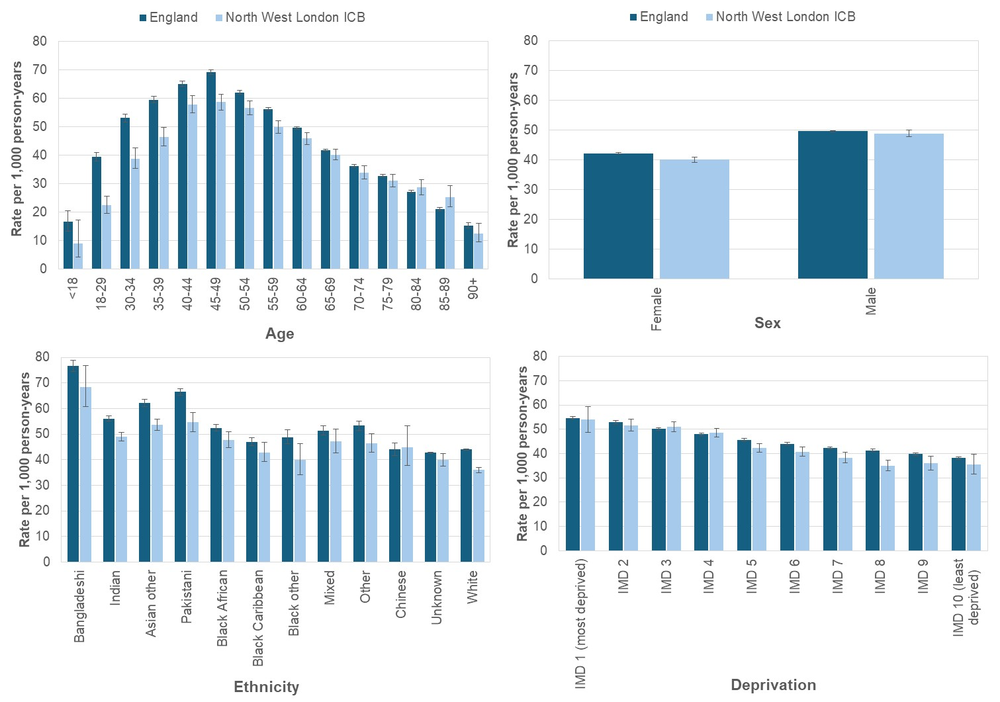 England North West London ICB
80
70
60
50
40
30
20
10
0
Rate per 1,000 person-years
<18 18-29 30-34 35-39 40-44 45-49 50-54 55-59 60-64 65-69 70-74 75-79 80-84 85-89 90+
Age
England North West London ICB
80
70
60
50
40
30
20
10
0
Rate per 1,000 person-years
Female Male
Sex
80
70
60
50
40
30
20
10
0
Rate per 1,000 person-years
Bangladeshi Indian Asian other Pakistani Black African Black Caribbean Black other Mixed Other Chinese Unknown White
Ethnicity
80
70
60
50
40
30
20
10
0
Rate per 1,000 person-years
IMD 1 (most deprived) IMD 2 IMD 3 IMD 4 IMD 5 IMD 6 IMD 7 IMD 8 IMD 9 IMD 10 (least
deprived)
Deprivation